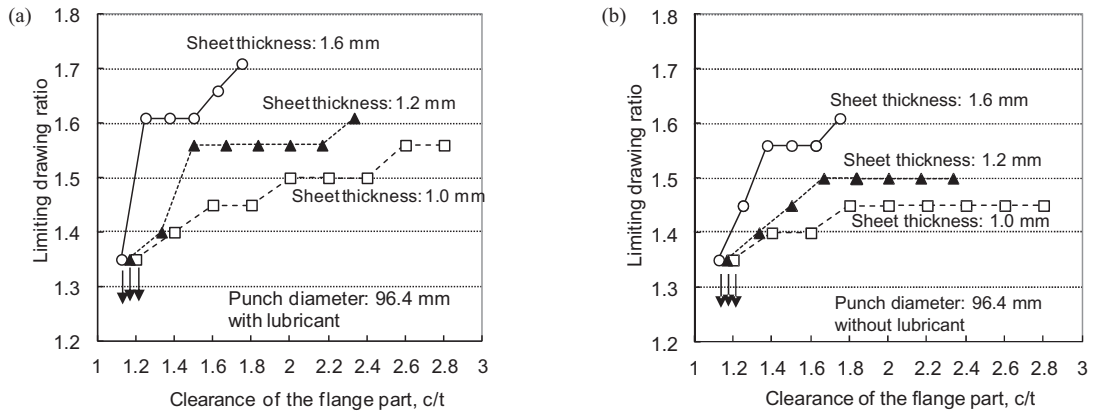 (a)
1.8
1.7
1.6
1.5
1.4
1.3
1.2
Limiting drawing ratio
Sheet thickness: 1.6 mm
Sheet thickness: 1.2 mm
Sheet thickness: 1.0 mm
Punch diameter: 96.4 mm
with lubricant
1 1.2 1.4 1.6 1.8 2 2.2 2.4 2.6 2.8 3
Clearance of the flange part, c/t
(b)
1.8
1.7
1.6
1.5
1.4
1.3
1.2
Limiting drawing ratio
Sheet thickness: 1.6 mm
Sheet thickness: 1.2 mm
Sheet thickness: 1.0 mm
Punch diameter: 96.4 mm
without lubricant
1 1.2 1.4 1.6 1.8 2 2.2 2.4 2.6 2.8 3
Clearance of the flange part, c/t